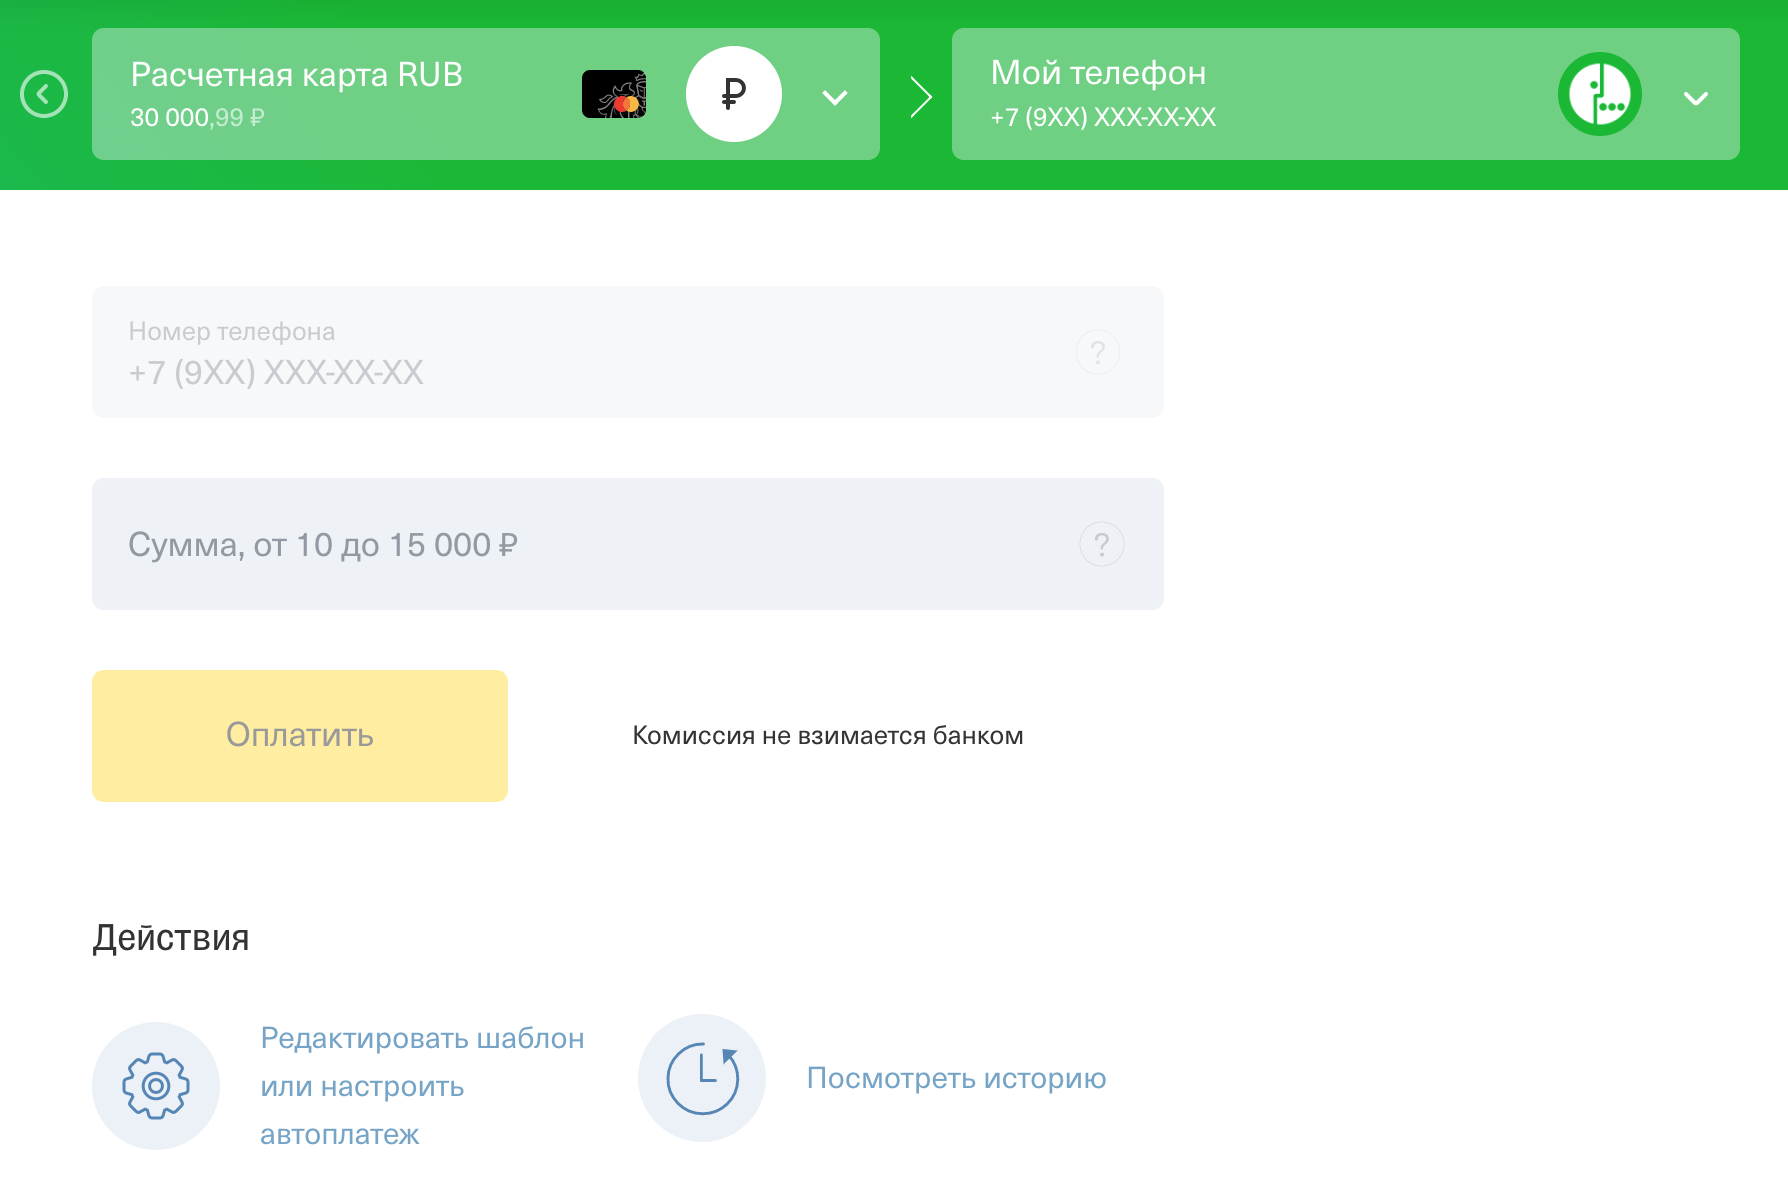 Расчетная карта RUB
30 000,99 ₽
₽
Мой телефон
+7 (9XX) XXX-XX-XX
Номер телефона
+7 (9XX) XXX-XX-XX
?
Сумма, от 10 до 15 000 ₽
?
Оплатить
Комиссия не взимается банком
Действия
Редактировать шаблон
или настроить
автоплатеж
Посмотреть историю